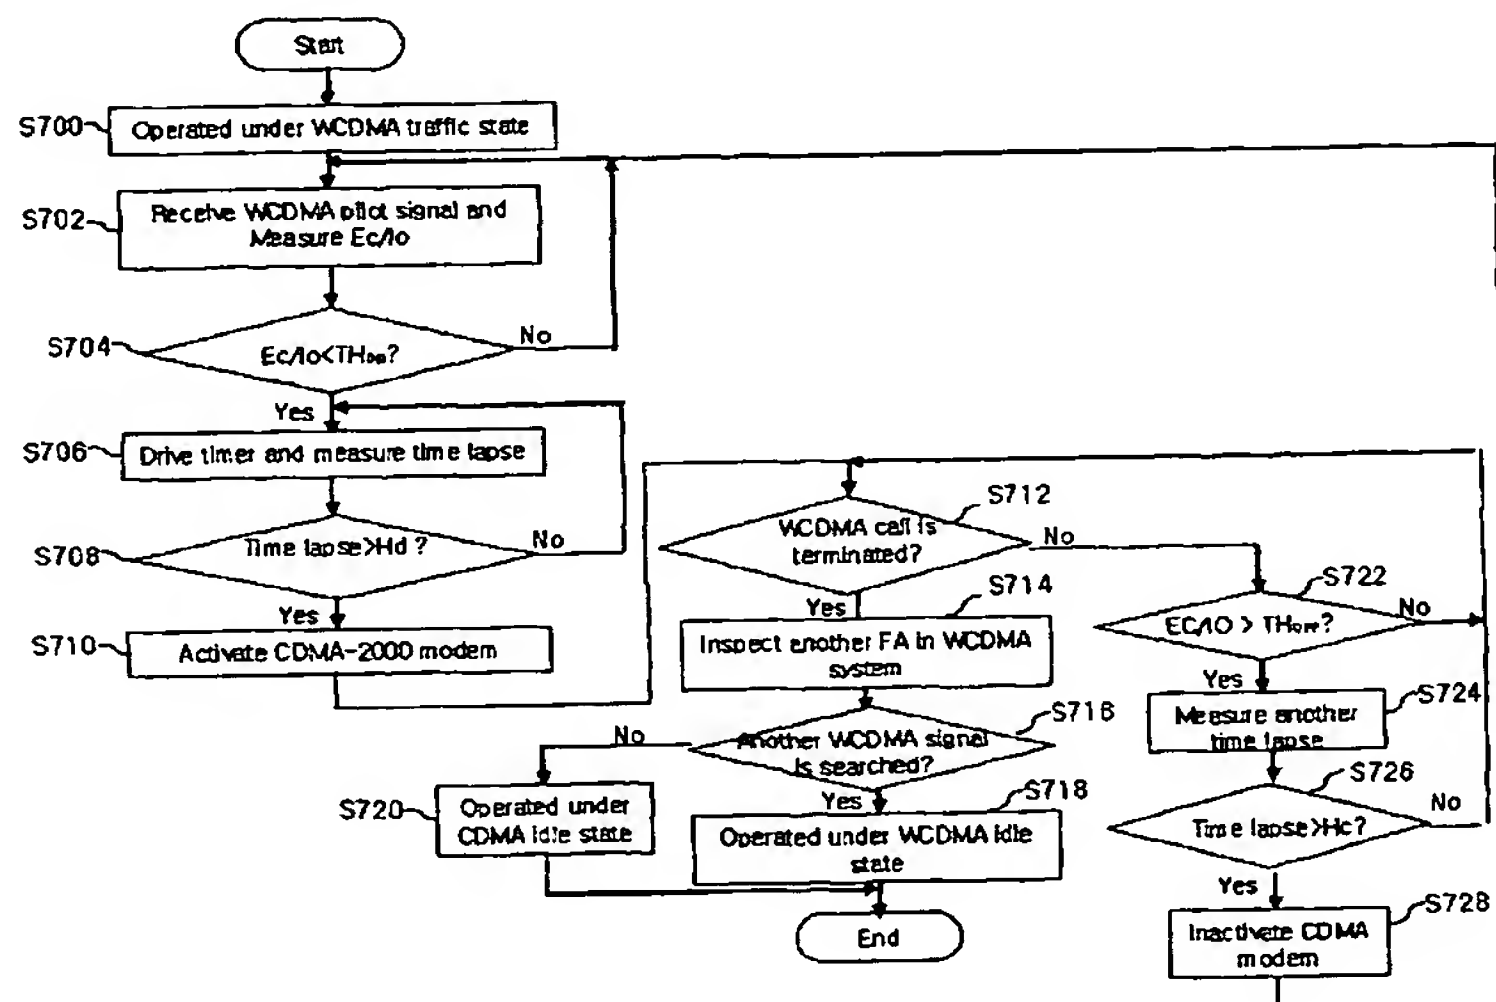 Start
S700
Operated under WCDMA traffic state
S702
Receive WCDMA pilot signal and
Measure Ec/Io
S704
Ec/Io<TH?
No
Yes
S706
Drive timer and measure time lapse
S708
Time lapse>Hd ?
No
Yes
S710
Activate CDMA-2000 modem
S712
WCDMA call is
terminated?
No
Yes
S714
Inspect another FA in WCDMA
system
S716
Another WCDMA signal
is searched?
No
Yes
S718
Operated under WCDMA idle
state
S720
Operated under
CDMA idle state
End
S722
EC/IO > TH?
No
Yes
S724
Measure another
time lapse
S726
Time lapse>Hc?
No
Yes
S728
Inactivate CDMA
modem